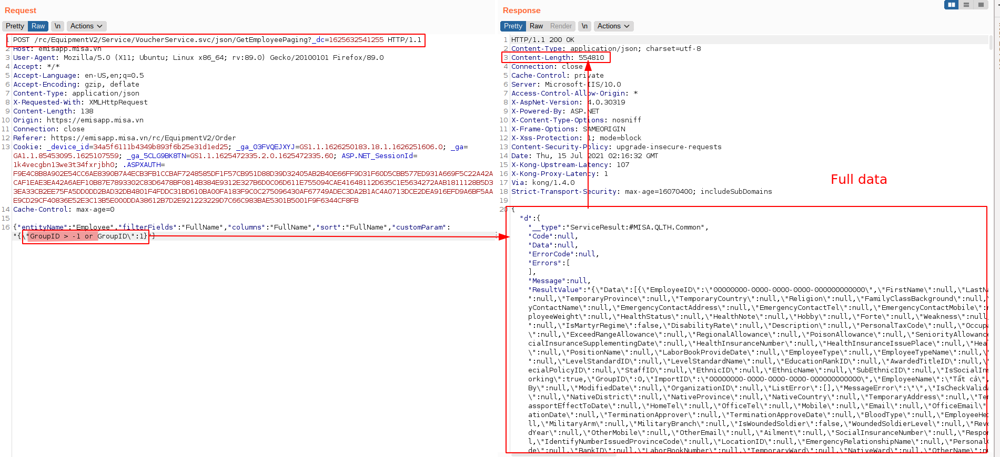 Request
Pretty Raw \n Actions
1 POST /rc/EquipmentV2/Service/VoucherService.svc/json/GetEmployeePaging?_dc=1625632541255 HTTP/1.1
2 Host: emisapp.misa.vn
3 User-Agent: Mozilla/5.0 (X11; Ubuntu; Linux x86_64; rv:89.0) Gecko/20100101 Firefox/89.0
4 Accept: */*
5 Accept-Language: en-US,en;q=0.5
6 Accept-Encoding: gzip, deflate
7 Content-Type: application/json
8 X-Requested-With: XMLHttpRequest
9 Content-Length: 138
10 Origin: https://emisapp.misa.vn
11 Connection: close
12 Referer: https://emisapp.misa.vn/rc/EquipmentV2/Order
13 Cookie: _device_id=34a5f6111b4349b893f6b25e31d1ed25; _ga_03FVQEJXYJ=GS1.1.1626250183.18.1.1626251606.0; _ga=
GA1.1.85453095.1625107559; _ga_5CLG9BK8TN=GS1.1.1625472335.2.0.1625472335.60; ASP.NET_SessionId=
1k4vecgbn13we3t34fxrjbh0; .ASPXAUTH=
F9E4C8B8A902E54CC6AE8390B7A4ECB3FB1CCBAF7248585DF1F57CB951D88D39D32405AB2B40E66FF9D31F60D5CBB577ED931A669F5C22A42A
CAF1EAE3EA42A6AEF10B87E7893302C83D6478BF0814B384E9312E327B6D0C06D611E755094CAE41648112D635C1E5634272AAB1811128B5D3
3EA33CB2EE75FA5DD0DD2BAD32DB4801F4FDDC31BD610BA00FA183F9C0C275096430AF67749ADEC3DA2B1AC4A0713DCE2DEA916EFD9A6BF5AA
E9CD29CF40836E52E3C13B5E000DDA38612B7D2E921223229D7C66C983BAE5301B5001F9F6344CF8FB
14 Cache-Control: max-age=0
15
16 {"entityName":"Employee","filterFields":"FullName","columns":"FullName","sort":"FullName","customParam":
"{\"GroupID > -1 or GroupID\":1}"}
Response
Pretty Raw Render \n Actions
1 HTTP/1.1 200 OK
2 Content-Type: application/json; charset=utf-8
3 Content-Length: 554810
4 Connection: close
5 Cache-Control: private
6 Server: Microsoft-IIS/10.0
7 Access-Control-Allow-Origin: *
8 X-AspNet-Version: 4.0.30319
9 X-Powered-By: ASP.NET
10 X-Content-Type-Options: nosniff
11 X-Frame-Options: SAMEORIGIN
12 X-Xss-Protection: 1; mode=block
13 Content-Security-Policy: upgrade-insecure-requests
14 Date: Thu, 15 Jul 2021 02:16:32 GMT
15 X-Kong-Upstream-Latency: 107
16 X-Kong-Proxy-Latency: 1
17 Via: kong/1.4.0
18 Strict-Transport-Security: max-age=16070400; includeSubDomains
19
Full data
20 {
"d":{
"__type":"ServiceResult:#MISA.QLTH.Common",
"Code":null,
"Data":null,
"ErrorCode":null,
"Errors":[
],
"Message":null,
"ResultValue":"{\"Data\":[{\"EmployeeID\":\"00000000-0000-0000-0000-000000000000\",\"FirstName\":null,\"LastNa
":null,\"TemporaryProvince\":null,\"TemporaryCountry\":null,\"Religion\":null,\"FamilyClassBackground\":null,
yContactName\":null,\"EmergencyContactAddress\":null,\"EmergencyContactTel\":null,\"EmergencyContactMobile\":
ployeeWeight\":null,\"HealthStatus\":null,\"HealthNote\":null,\"Hobby\":null,\"Forte\":null,\"Weakness\":null
":null,\"IsMartyrRegime\":false,\"DisabilityRate\":null,\"Description\":null,\"PersonalTaxCode\":null,\"Occup
\":null,\"ExceedRangeAllowance\":null,\"RegionalAllowance\":null,\"PoisonAllowance\":null,\"SeniorityAllowanc
cialInsuranceSupplementingDate\":null,\"HealthInsuranceNumber\":null,\"HealthInsuranceIssuePlace\":null,\"Hea
\":null,\"PositionName\":null,\"LaborBookProvideDate\":null,\"EmployeeType\":null,\"EmployeeTypeName\":null,\
":null,\"LevelStandardID\":null,\"LevelStandardName\":null,\"EducationRankID\":null,\"AwardedTitleID\":null,\
ecialPolicyID\":null,\"StaffID\":null,\"EthnicID\":null,\"EthnicName\":null,\"SubEthnicID\":null,\"IsSocialIn
orking\":true,\"GroupID\":0,\"ImportID\":\"00000000-0000-0000-0000-000000000000\",\"EmployeeName\":\"Tất cả\",
By\":null,\"ModifiedDate\":null,\"OrganizationID\":null,\"ListError\":[],\"MessageError\":\"\",\"IsCheckValid
\":null,\"NativeDistrict\":null,\"NativeProvince\":null,\"NativeCountry\":null,\"TemporaryAddress\":null,\"Te
assportEffectToDate\":null,\"HomeTel\":null,\"OfficeTel\":null,\"Mobile\":null,\"Email\":null,\"OfficeEmail\"
ationDate\":null,\"TerminationApprover\":null,\"TerminationApproveDate\":null,\"BloodType\":null,\"EmployeeHe
ll,\"MilitaryArm\":null,\"MilitaryBranch\":null,\"IsWoundedSoldier\":false,\"WoundedSoldierLevel\":null,\"Rev
dYear\":null,\"OtherMobile\":null,\"OtherEmail\":null,\"Ailment\":null,\"SocialInsuranceNumber\":null,\"Respo
l,\"IdentifyNumberIssuedProvinceCode\":null,\"LocationID\":null,\"EmergencyRelationshipName\":null,\"Personal
de\":null,\"BankID\":null,\"LaborBookNumber\":null,\"TemporaryWard\":null,\"NativeWard\":null,\"OtherName\":n